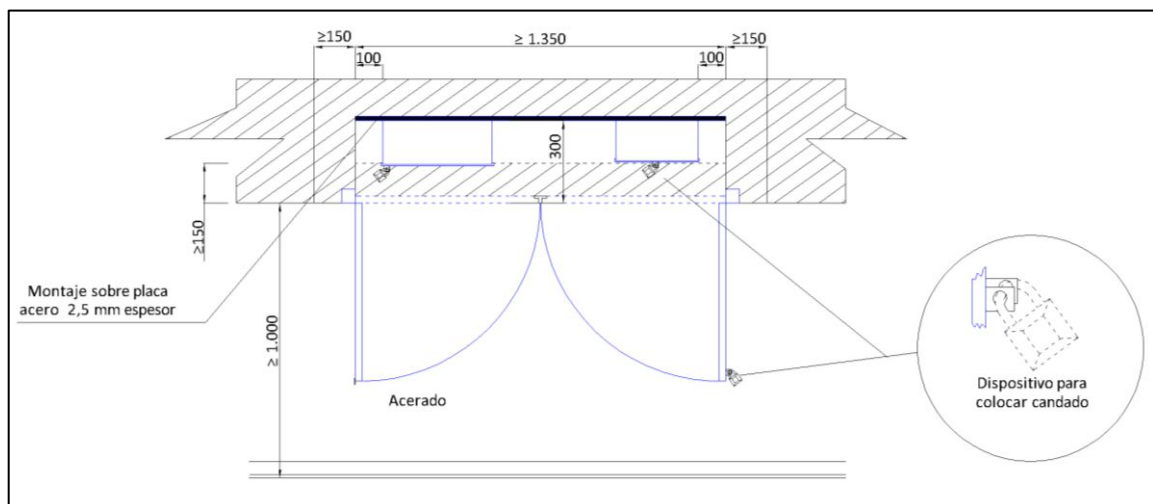 ≥150
≥ 1.350
≥150
100
100
300
≥150
Montaje sobre placa
acero 2,5 mm espesor
≥ 1.000
Acerado
Dispositivo para
colocar candado